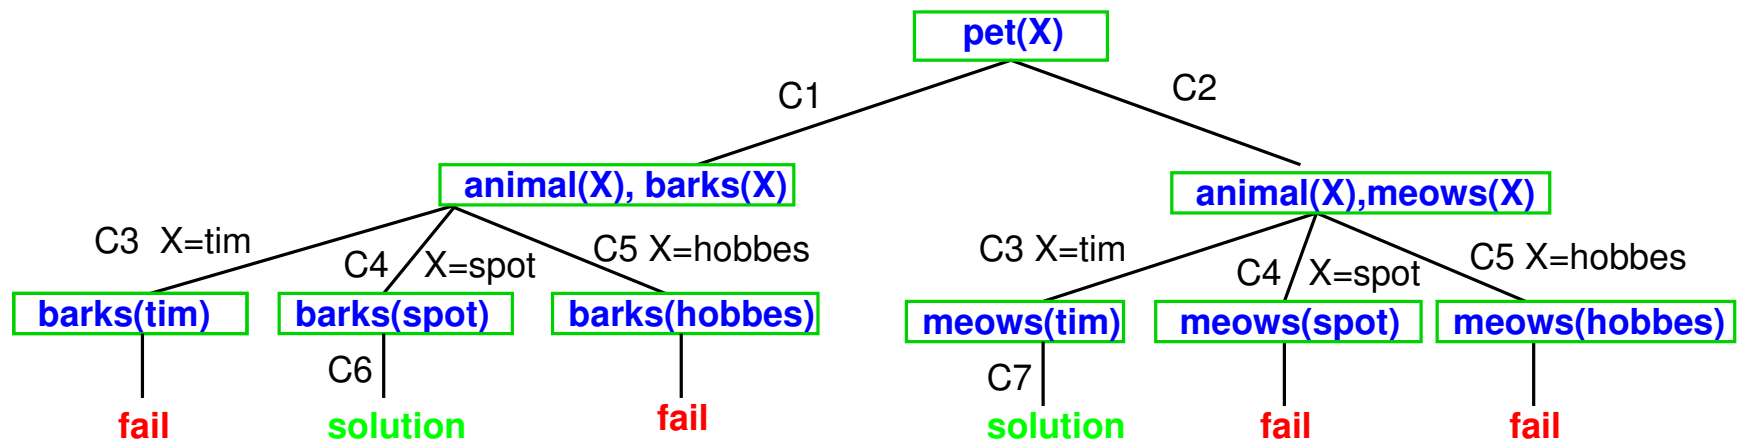 pet(X)
C1
C2
animal(X), barks(X)
animal(X),meows(X)
C3 X=tim
C4 X=spot
C5 X=hobbes
C3 X=tim
C4 X=spot
C5 X=hobbes
barks(tim)
barks(spot)
barks(hobbes)
meows(tim)
meows(spot)
meows(hobbes)
C6
C7
fail
solution
fail
solution
fail
fail